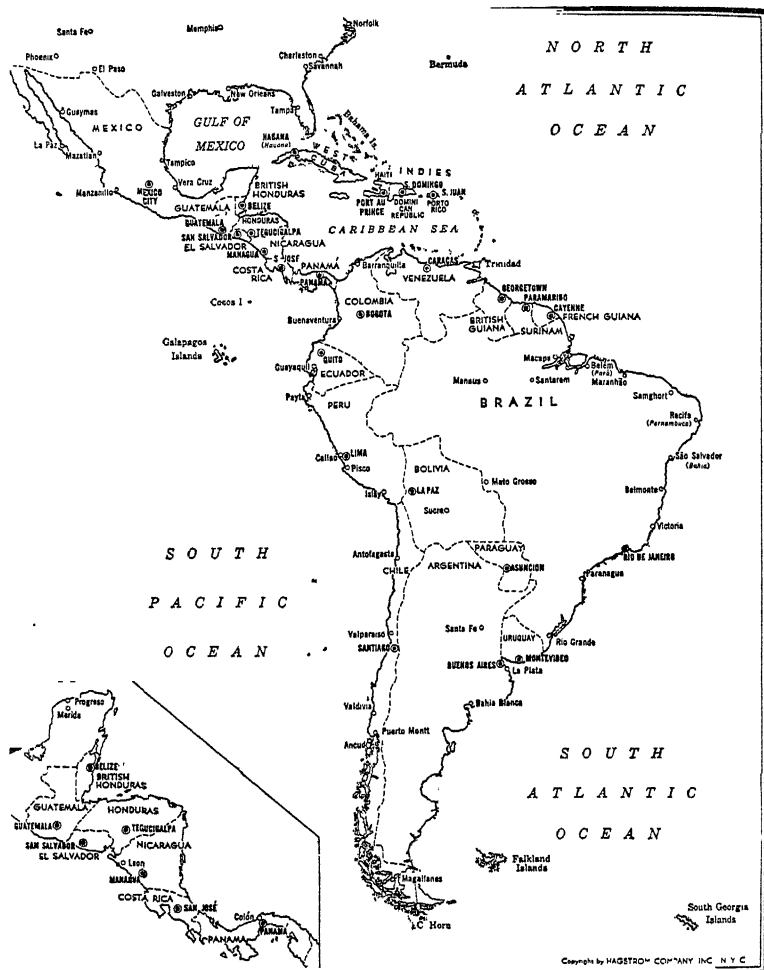 Norfolk
Santa Fe
Memphis
Charleston
Savannah
Phoenix
El Paso
Bermuda
NORTH
ATLANTIC
OCEAN
Galveston
New Orleans
Tampa
Guaymas
MEXICO
GULF OF
MEXICO
La Paz
Mazatlan
Tampico
HABANA
(Havana)
Bahama Is.
WEST
INDIES
CUBA
Manzanillo
MEXICO
CITY
Vera Cruz
HAITI
S. DOMINGO
S. JUAN
PORT AU
PRINCE
DOMINI
CAN
REPUBLIC
PORTO
RICO
BRITISH
HONDURAS
GUATEMALA
BELIZE
GUATEMALA
HONDURAS
SAN SALVADOR
TEGUCIGALPA
EL SALVADOR
NICARAGUA
MANAGUA
CARIBBEAN SEA
S. JOSE
COSTA
RICA
PANAMÁ
PANAMA
Barranquilla
CARACAS
Trinidad
VENEZUELA
Cocos I
GEORGETOWN
PARAMARIBO
CAYENNE
COLOMBIA
BOGOTA
FRENCH GUIANA
BRITISH
GUIANA
SURINAM
Buenaventura
Galapagos
Islands
QUITO
Guayaquil
ECUADOR
Macapa
Belém
(Pará)
Maranhão
Manaus
Santarem
Payta
PERU
BRAZIL
Samghort
Recifa
(Pernambuco)
Callao
LIMA
Pisco
São Salvador
(Bahia)
BOLIVIA
LA PAZ
Mato Grosso
Islay
Sucre
Belmonte
Victoria
SOUTH
PACIFIC
OCEAN
Antofagasta
CHILE
PARAGUAY
ARGENTINA
ASUNCION
RIO DE JANEIRO
Paranagua
Valparaiso
SANTIAGO
Santa Fe
URUGUAY
Rio Grande
BUENOS AIRES
MONTEVIDEO
La Plata
Valdivia
Bahia Blanca
Puerto Montt
Ancud
SOUTH
ATLANTIC
OCEAN
Falkland
Islands
Magallanes
C Horn
South Georgia
Islands
Progreso
Merida
BELIZE
BRITISH
HONDURAS
GUATEMALA
HONDURAS
GUATEMALA
TEGUCIGALPA
SAN SALVADOR
EL SALVADOR
NICARAGUA
Leon
MANAGUA
COSTA RICA
SAN JOSÉ
Colón
PANAMA
PANAMA
Copyright by HAGSTROM COMPANY INC N Y C